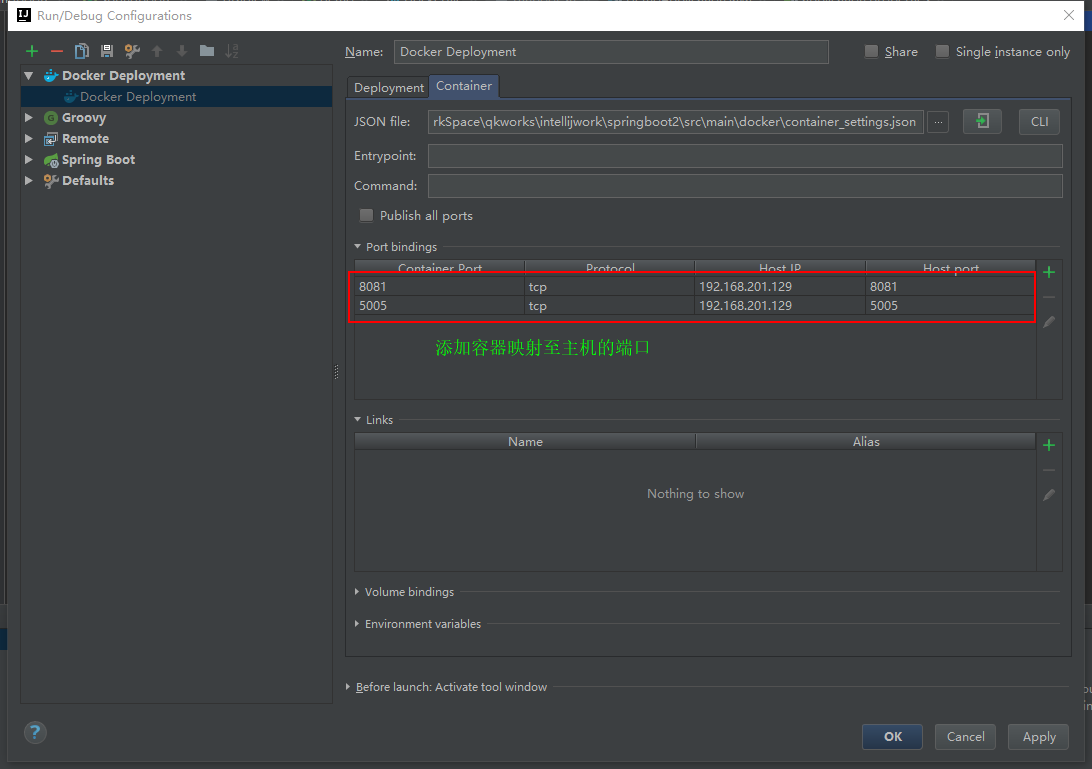 Run/Debug Configurations
Name: Docker Deployment Share Single instance only
Docker Deployment
Docker Deployment
Groovy
Remote
Spring Boot
Defaults
Deployment Container
JSON file: rkSpace\qkworks\intellijwork\springboot2\src\main\docker\container_settings.json ... CLI
Entrypoint:
Command:
Publish all ports
Port bindings
Container Port Protocol Host IP Host port
8081 tcp 192.168.201.129 8081
5005 tcp 192.168.201.129 5005
添加容器映射至主机的端口
Links
Name Alias
Nothing to show
Volume bindings
Environment variables
Before launch: Activate tool window
? OK Cancel Apply